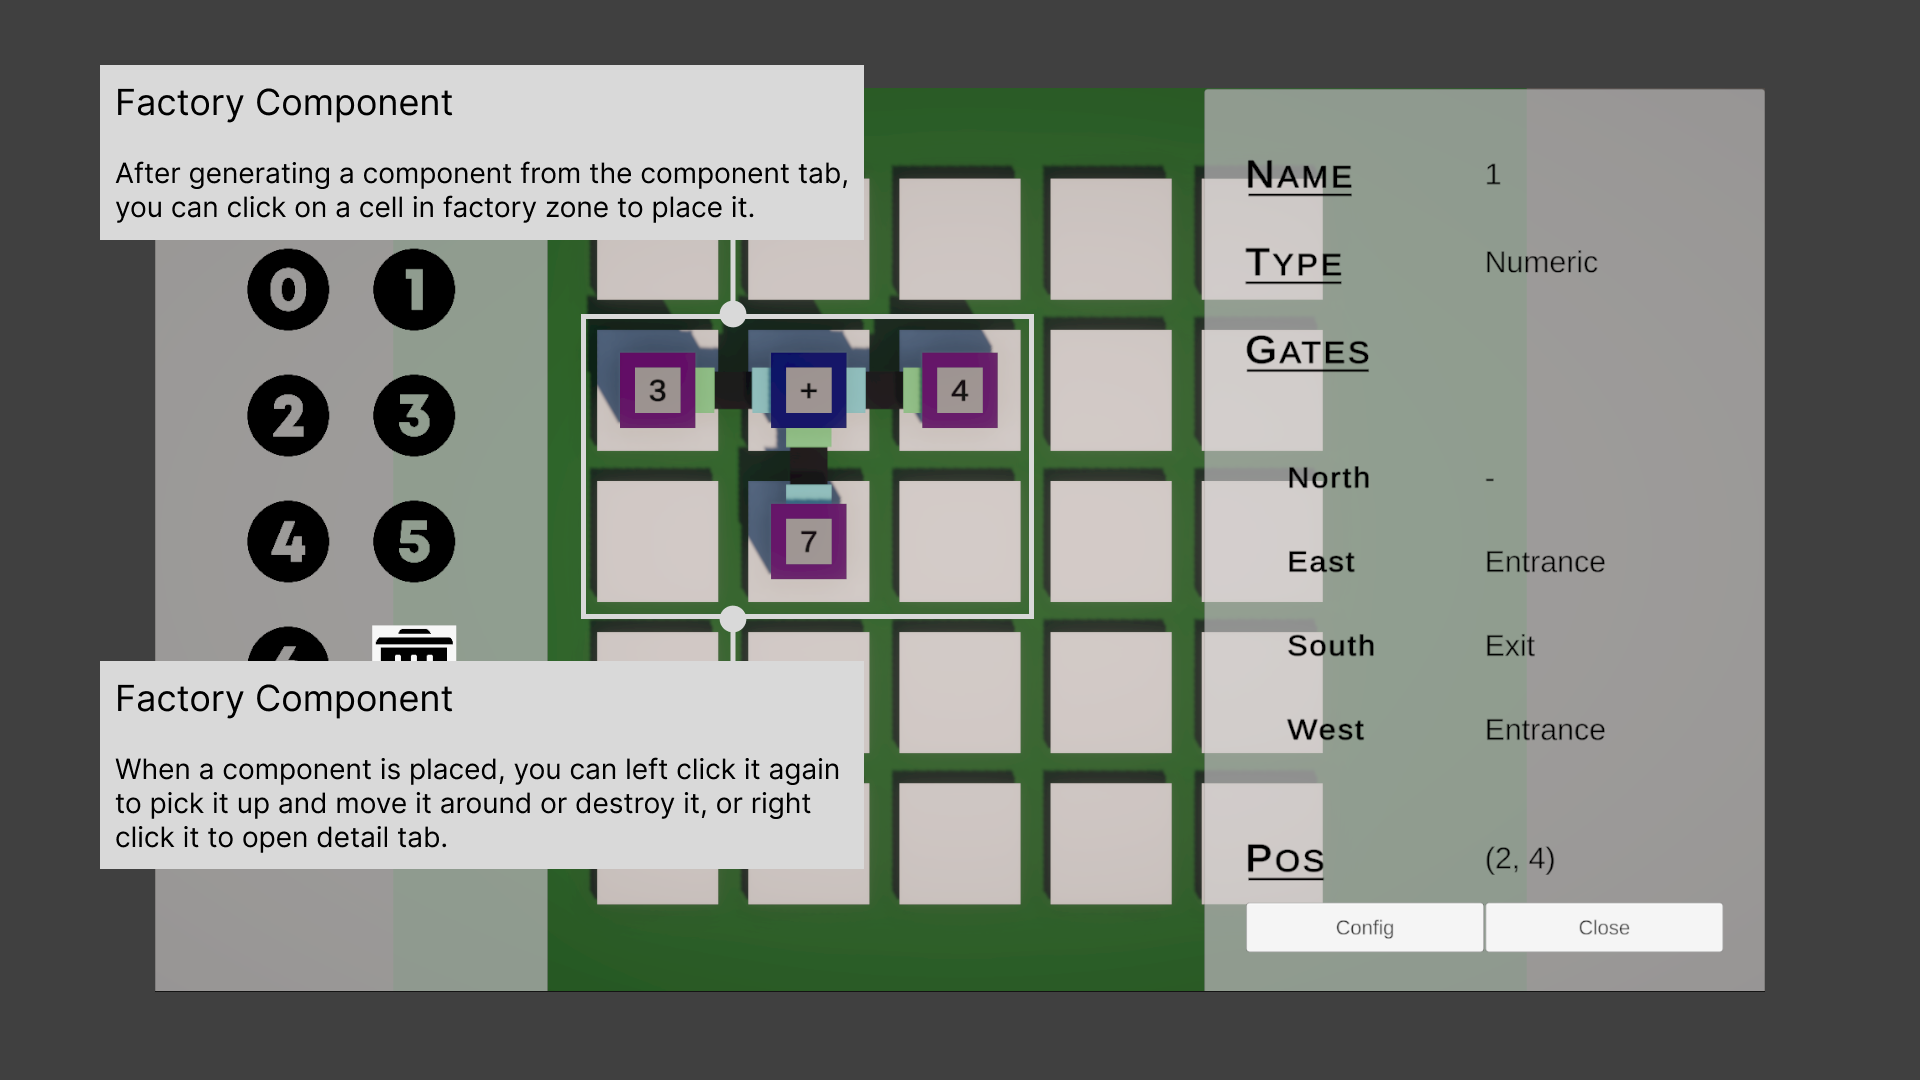 Factory Component
After generating a component from the component tab,
you can click on a cell in factory zone to place it.
0 1
2 3
4 5
3 + 4
7
Factory Component
When a component is placed, you can left click it again
to pick it up and move it around or destroy it, or right
click it to open detail tab.
NAME 1
TYPE Numeric
GATES
North -
East Entrance
South Exit
West Entrance
POS (2, 4)
Config Close